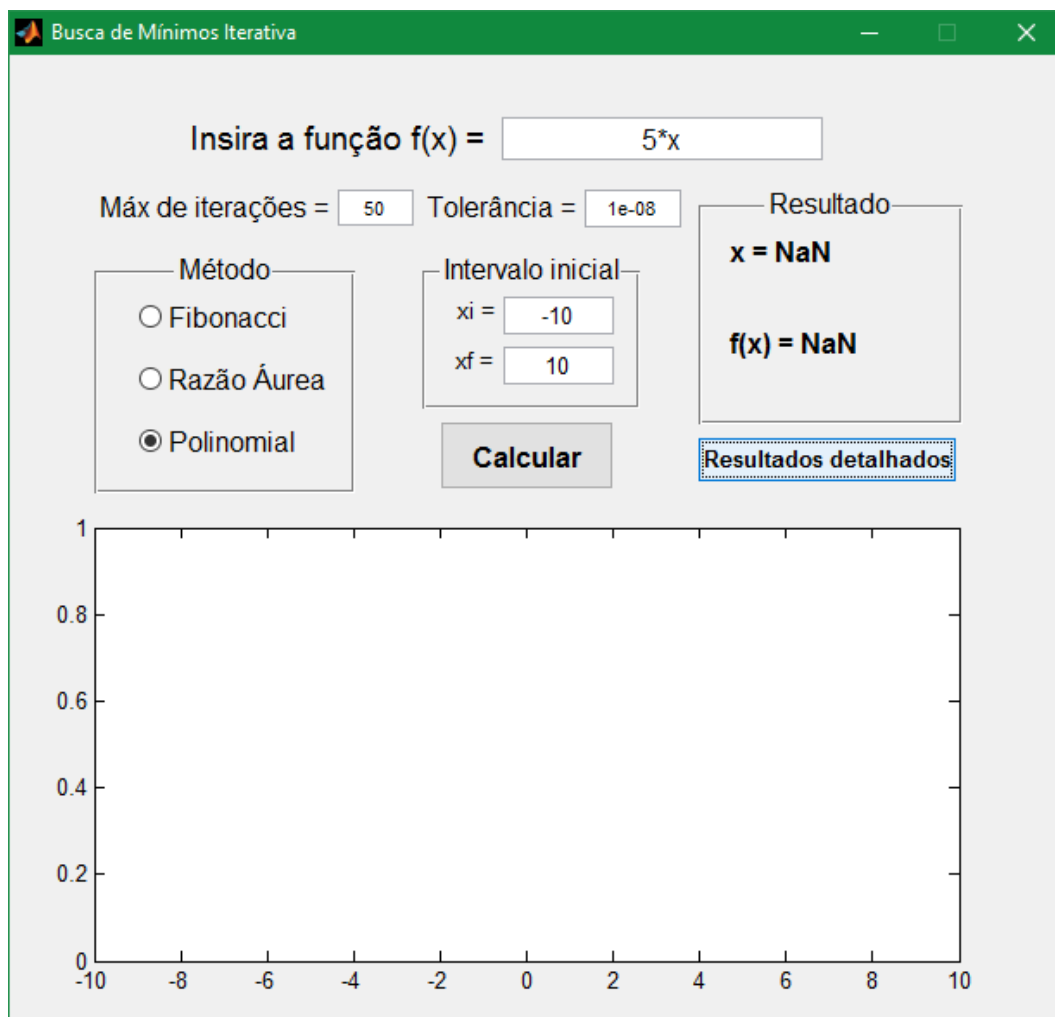 Busca de Mínimos Iterativa
Insira a função f(x) = 5*x
Máx de iterações = 50 Tolerância = 1e-08
Resultado
x = NaN
f(x) = NaN
Método
Fibonacci
Razão Áurea
Polinomial
Intervalo inicial
xi = -10
xf = 10
Calcular
Resultados detalhados
1
0.8
0.6
0.4
0.2
0
-10 -8 -6 -4 -2 0 2 4 6 8 10